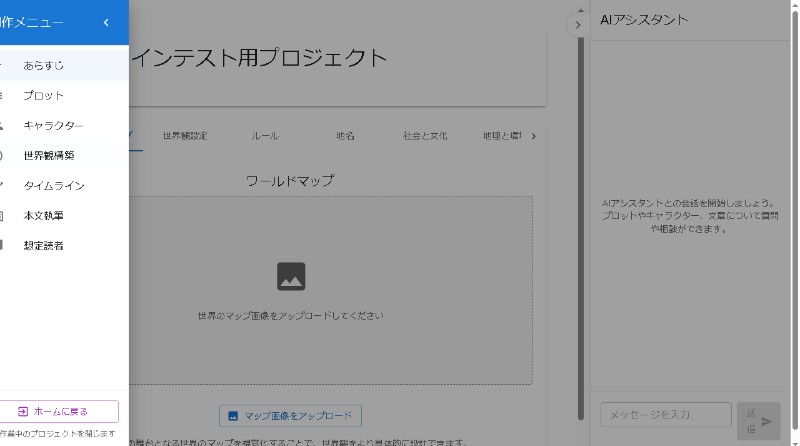 作メニュー
あらすじ
プロット
キャラクター
世界観構築
タイムライン
本文執筆
想定読者
ホームに戻る
作業中のプロジェクトを閉じます
インテスト用プロジェクト
世界観設定
ルール
地名
社会と文化
地理と環
ワールドマップ
世界のマップ画像をアップロードしてください
マップ画像をアップロード
の舞台となる世界のマップを視覚化することで、世界観をより具体的に設計できます。
AIアシスタント
AIアシスタントとの会話を開始しましょう。
プロットやキャラクター、文章について質問
や相談ができます。
メッセージを入力
送
信